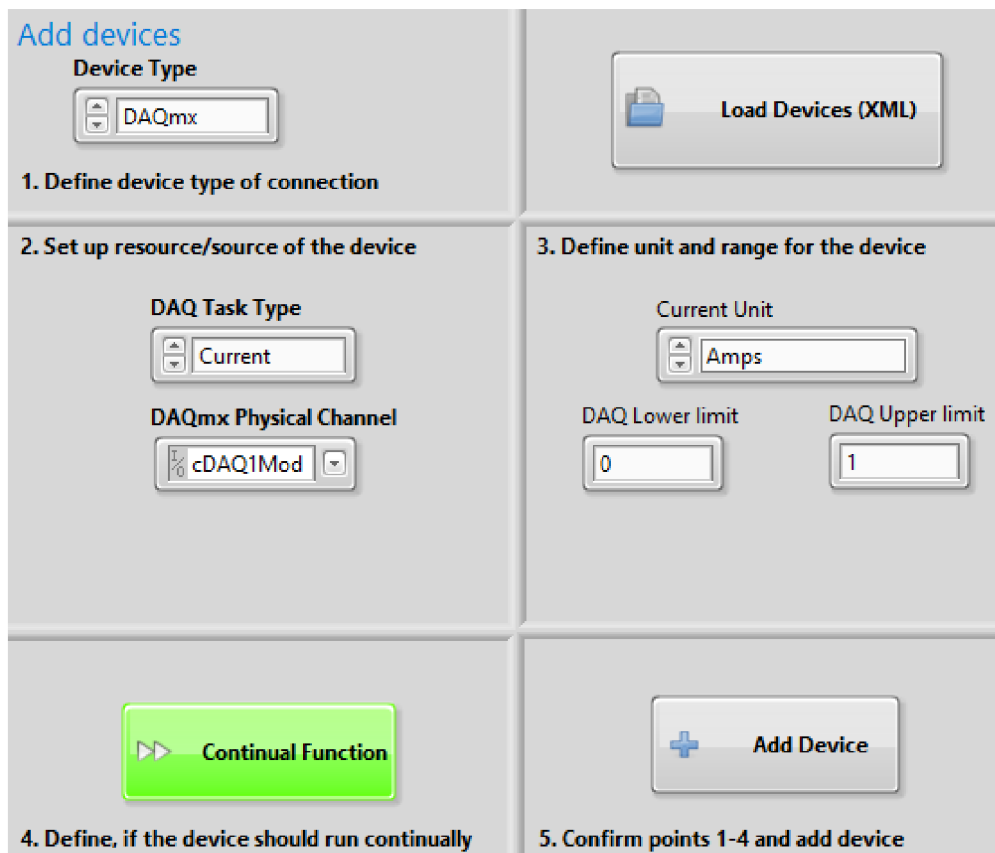 Add devices
Device Type
DAQmx
1. Define device type of connection
Load Devices (XML)
2. Set up resource/source of the device
DAQ Task Type
Current
DAQmx Physical Channel
I/O cDAQ1Mod
3. Define unit and range for the device
Current Unit
Amps
DAQ Lower limit
DAQ Upper limit
0
1
Continual Function
4. Define, if the device should run continually
Add Device
5. Confirm points 1-4 and add device